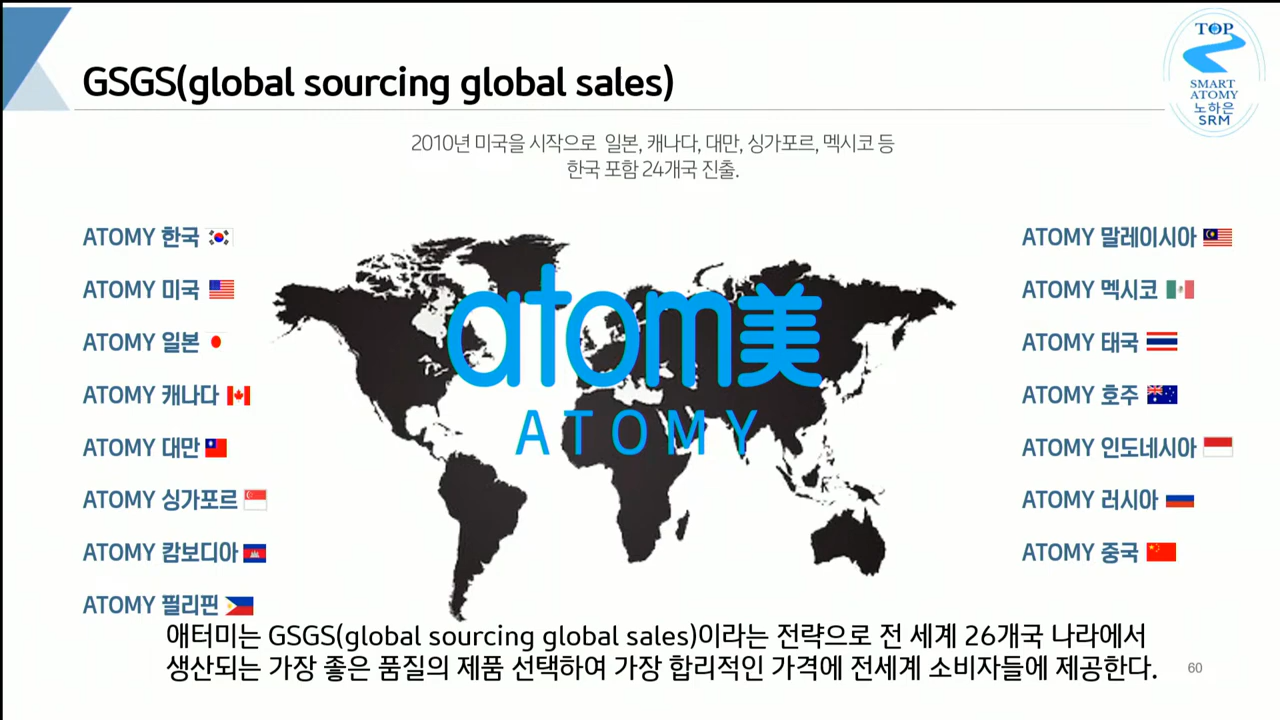 GSGS(global sourcing global sales)
TOP
SMART
ATOMY
노하은
SRM
2010년 미국을 시작으로 일본, 캐나다, 대만, 싱가포르, 멕시코 등
한국 포함 24개국 진출.
ATOMY 한국
ATOMY 미국
ATOMY 일본
ATOMY 캐나다
ATOMY 대만
ATOMY 싱가포르
ATOMY 캄보디아
ATOMY 필리핀
atom美
ATOMY
ATOMY 말레이시아
ATOMY 멕시코
ATOMY 태국
ATOMY 호주
ATOMY 인도네시아
ATOMY 러시아
ATOMY 중국
애터미는 GSGS(global sourcing global sales)이라는 전략으로 전 세계 26개국 나라에서
생산되는 가장 좋은 품질의 제품 선택하여 가장 합리적인 가격에 전세계 소비자들에 제공한다.
60